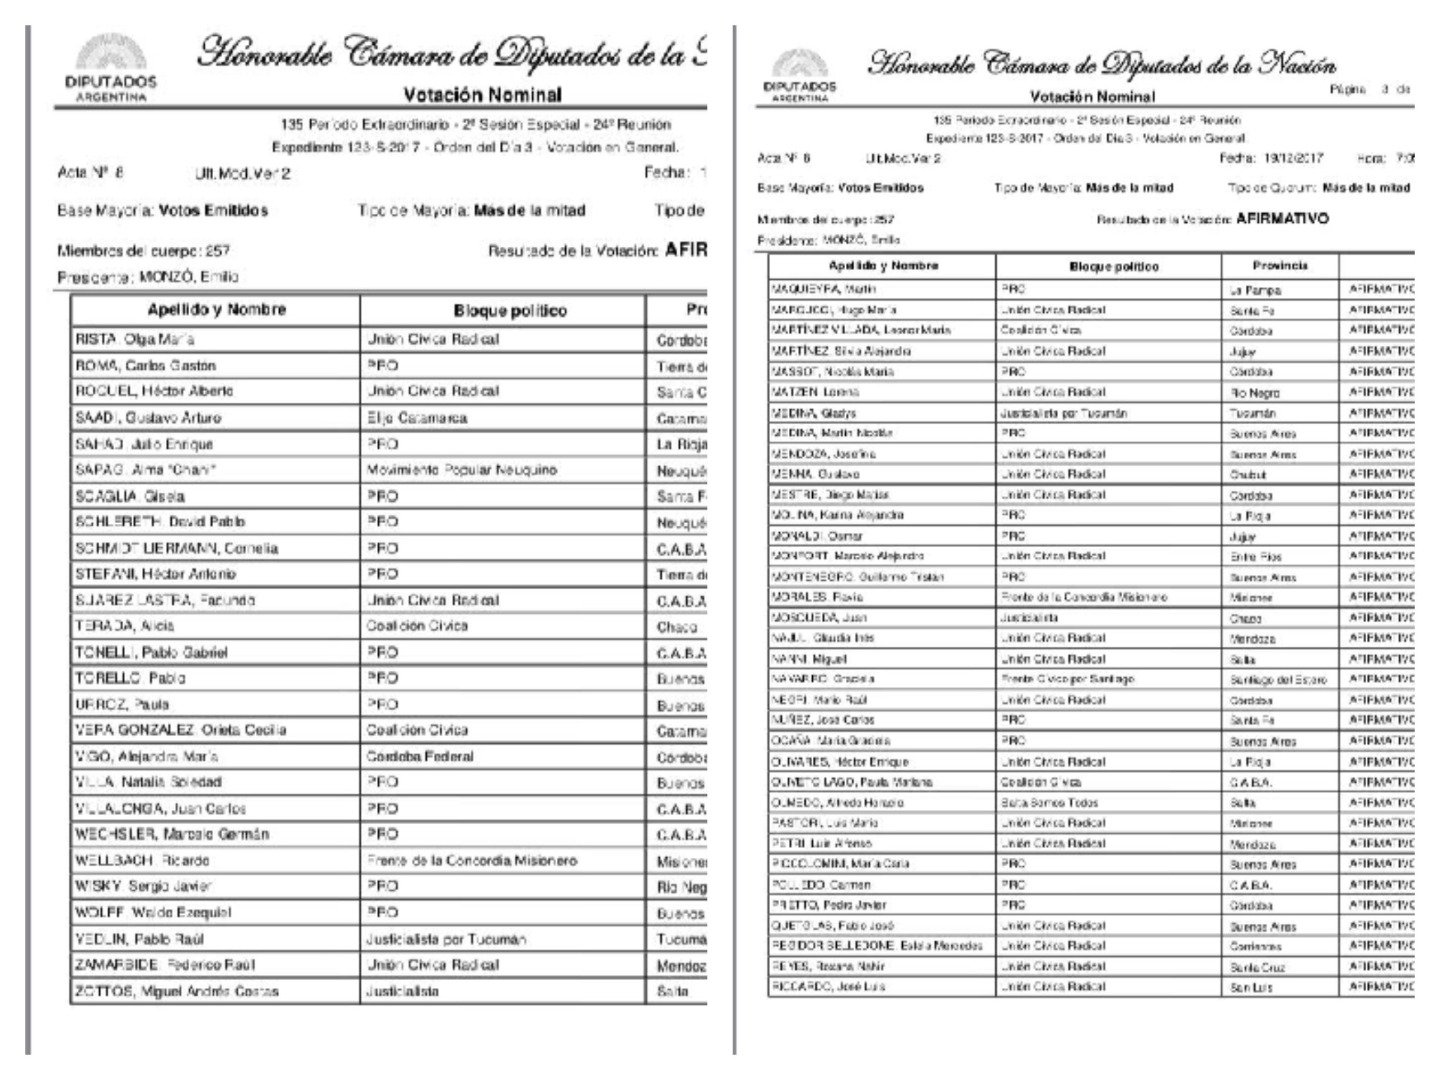 DIPUTADOS
ARGENTINA
Honorable Cámara de Diputados de la
Votación Nominal
135 Periodo Extraordinario - 2ª Sesión Especial - 24ª Reunión
Expediente 123-S-2017 - Orden del Día 3 - Votación en General.
Acta Nº 8 Ult.Mod.Ver 2 Fecha: 1
Base Mayoría: Votos Emitidos Tipo de Mayoría: Más de la mitad Tipo de
Miembros del cuerpo: 257 Resultado de la Votación: AFIR
Presidente: MONZÓ, Emilio
Apellido y Nombre Bloque político Pro
RISTA, Olga María Unión Cívica Radical Córdoba
ROMA, Carlos Gastón PRO Tierra de
ROQUEL, Héctor Alberto Unión Cívica Radical Santa C
SAADI, Gustavo Arturo Elijo Catamarca Catama
SAHAD, Julio Enrique PRO La Rioja
SAPAG, Alma "Chani" Movimiento Popular Neuquino Neuqué
SCAGLIA, Gisela PRO Santa F
SCHLERETH, David Pablo PRO Neuqué
SCHMIDT LIERMANN, Cornelia PRO C.A.B.A
STEFANI, Héctor Antonio PRO Tierra de
SUAREZ LASTRA, Facundo Unión Cívica Radical C.A.B.A
TERADA, Alicia Coalición Cívica Chaco
TONELLI, Pablo Gabriel PRO C.A.B.A
TORELLO, Pablo PRO Buenos
URROZ, Paula PRO Buenos
VERA GONZALEZ, Orieta Cecilia Coalición Cívica Catama
VIGO, Alejandra María Córdoba Federal Córdoba
VILLA, Natalia Soledad PRO Buenos
VILLALONGA, Juan Carlos PRO C.A.B.A
WECHSLER, Marcelo Germán PRO C.A.B.A
WELLBACH, Ricardo Frente de la Concordia Misionero Misiones
WISKY, Sergio Javier PRO Río Neg
WOLFF, Waldo Ezequiel PRO Buenos
YEDLIN, Pablo Raúl Justicialista por Tucumán Tucumá
ZAMARBIDE, Federico Raúl Unión Cívica Radical Mendoz
ZOTTOS, Miguel Andrés Costas Justicialista Salta
DIPUTADOS
ARGENTINA
Honorable Cámara de Diputados de la Nación
Votación Nominal
Página 3 de
135 Periodo Extraordinario - 2ª Sesión Especial - 24ª Reunión
Expediente 123-S-2017 - Orden del Día 3 - Votación en General.
Acta Nº 8 Ult.Mod.Ver 2 Fecha: 19/12/2017 Hora: 7:05
Base Mayoría: Votos Emitidos Tipo de Mayoría: Más de la mitad Tipo de Quorum: Más de la mitad
Miembros del cuerpo: 257 Resultado de la Votación: AFIRMATIVO
Presidente: MONZÓ, Emilio
Apellido y Nombre Bloque político Provincia
MAQUIEYRA, Martín PRO La Pampa AFIRMATIVO
MARCUCCI, Hugo María Unión Cívica Radical Santa Fe AFIRMATIVO
MARTÍNEZ VILLADA, Leonor María Coalición Cívica Córdoba AFIRMATIVO
MARTÍNEZ, Silvia Alejandra Unión Cívica Radical Jujuy AFIRMATIVO
MASSOT, Nicolás María PRO Córdoba AFIRMATIVO
MATZEN, Lorena Unión Cívica Radical Río Negro AFIRMATIVO
MEDINA, Gladys Justicialista por Tucumán Tucumán AFIRMATIVO
MEDINA, Martín Nicolás PRO Buenos Aires AFIRMATIVO
MENDOZA, Josefina Unión Cívica Radical Buenos Aires AFIRMATIVO
MENNA, Gustavo Unión Cívica Radical Chubut AFIRMATIVO
MESTRE, Diego Matías Unión Cívica Radical Córdoba AFIRMATIVO
MOLINA, Karina Alejandra PRO La Rioja AFIRMATIVO
MONALDI, Osmar PRO Jujuy AFIRMATIVO
MONFORT, Marcelo Alejandro Unión Cívica Radical Entre Ríos AFIRMATIVO
MONTENEGRO, Guillermo Tristán PRO Buenos Aires AFIRMATIVO
MORALES, Flavia Frente de la Concordia Misionero Misiones AFIRMATIVO
MOSQUEDA, Juan Justicialista Chaco AFIRMATIVO
NAJUL, Claudia Inés Unión Cívica Radical Mendoza AFIRMATIVO
NANNI, Miguel Unión Cívica Radical Salta AFIRMATIVO
NAVARRO, Graciela Frente Cívico por Santiago Santiago del Estero AFIRMATIVO
NEGRI, Mario Raúl Unión Cívica Radical Córdoba AFIRMATIVO
NUÑEZ, José Carlos PRO Santa Fe AFIRMATIVO
OCAÑA, María Graciela PRO Buenos Aires AFIRMATIVO
OLIVARES, Héctor Enrique Unión Cívica Radical La Rioja AFIRMATIVO
OLIVETO LAGO, Paula Mariana Coalición Cívica C.A.B.A. AFIRMATIVO
OLMEDO, Alfredo Horacio Salta Somos Todos Salta AFIRMATIVO
PASTORI, Luis Mario Unión Cívica Radical Misiones AFIRMATIVO
PETRI, Luis Alfonso Unión Cívica Radical Mendoza AFIRMATIVO
PICCOLOMINI, María Carla PRO Buenos Aires AFIRMATIVO
POLLEDO, Carmen PRO C.A.B.A. AFIRMATIVO
PRETTO, Pedro Javier PRO Córdoba AFIRMATIVO
QUETGLAS, Fabio José Unión Cívica Radical Buenos Aires AFIRMATIVO
REGIDOR BELLEDONE, Estela Mercedes Unión Cívica Radical Corrientes AFIRMATIVO
REYES, Roxana Nahir Unión Cívica Radical Santa Cruz AFIRMATIVO
RICCARDO, José Luis Unión Cívica Radical San Luis AFIRMATIVO